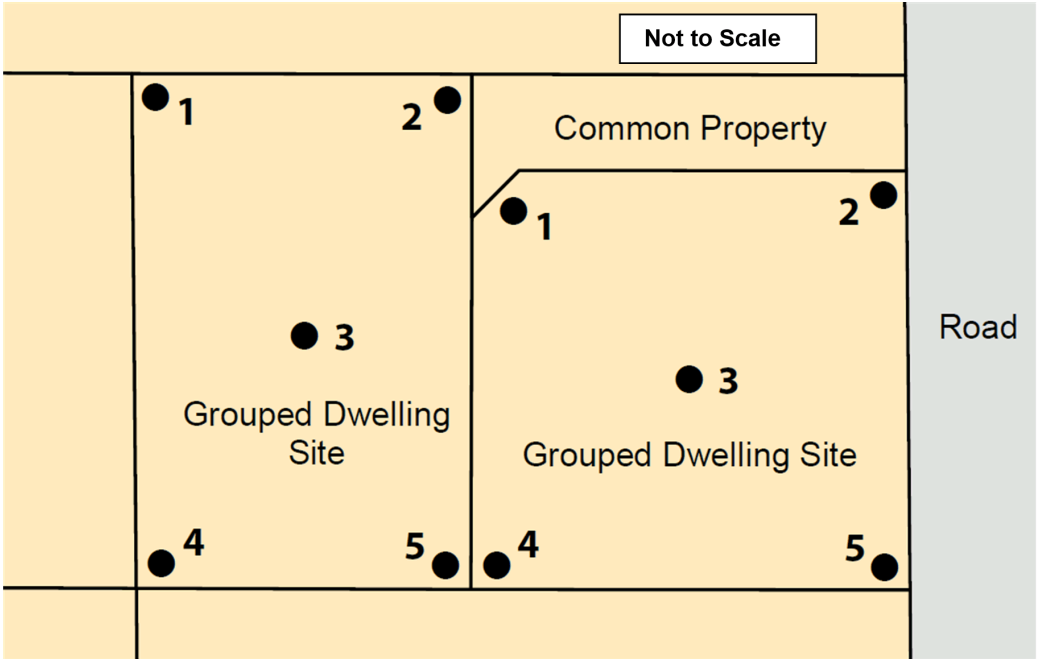 Not to Scale
1
2
Common Property
1
2
3
Road
3
Grouped Dwelling
Site
Grouped Dwelling Site
4
5
4
5